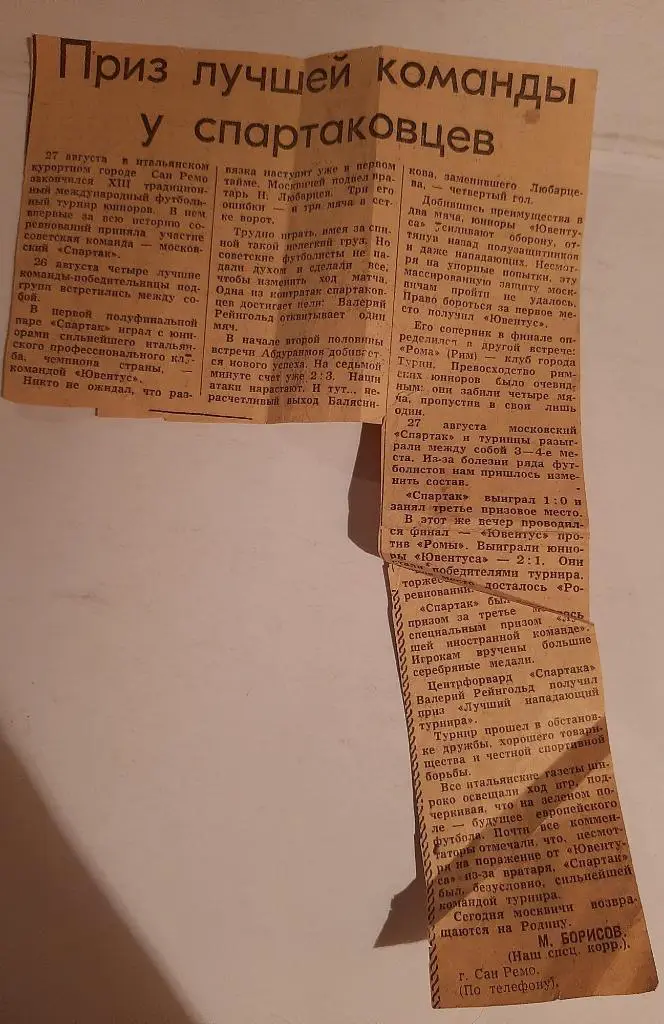 Приз лучшей команды
у спартаковцев
27 августа в итальянском
курортном городе Сан Ремо
закончился XIII традицион-
ный международный футболь-
ный турнир юниоров. В нем
впервые за всю историю со-
ревнований приняла участие
советская команда — москов-
ский «Спартак».
26 августа четыре лучшие
команды-победительницы под-
групп встретились между со-
бой.
В первой полуфинальной
паре «Спартак» играл с юни-
орами сильнейшего итальян-
ского профессионального клу-
ба, чемпиона страны, —
командой «Ювентус».
Никто не ожидал, что раз-
вязка наступит уже в первом
тайме. Москвичей подвел вра-
тарь Н. Любарцев. Три его
ошибки — и три мяча в сет-
ке ворот.
Трудно играть, имея за спи-
ной такой нелегкий груз. Но
советские футболисты не па-
дали духом и сделали все,
чтобы изменить ход матча.
Одна из контратак спартаков-
цев достигает цели: Валерий
Рейнгольд отквитывает один
мяч.
В начале второй половины
встречи Абдураимов добивает-
ся нового успеха. На седьмой
минуте счет уже 2:3. Наши
атаки нарастают. И тут... не-
расчетливый выход Балясни-
кова, заменившего Любарце-
ва, — четвертый гол.
Добившись преимущества в
два мяча, юниоры «Ювенту-
са» усиливают оборону, от-
тянув назад полузащитников
и даже нападающих. Несмот-
ря на упорные попытки, эту
массированную защиту моск-
вичам пройти не удалось.
Право бороться за первое ме-
сто получил «Ювентус».
Его соперник в финале оп-
ределился в другой встрече:
«Рома» (Рим) — клуб города
Турин. Превосходство рим-
ских юниоров было очевид-
ным: они забили четыре мя-
ча, пропустив в свои лишь
один.
27 августа московский
«Спартак» и туринцы разыг-
рали между собой 3—4-е ме-
ста. Из-за болезни ряда фут-
болистов нам пришлось изме-
нить состав.
«Спартак» выиграл 1:0 и
занял третье призовое место.
В этот же вечер проводил-
ся финал — «Ювентус» про-
тив «Ромы». Выиграли юнио-
ры «Ювентуса» — 2:1. Они
стали победителями турнира.
досталось «Ро-
ревнований.
«Спартак» был
призом за третье
специальным призом
шей иностранной команде».
Игрокам вручены большие
серебряные медали.
Центрфорвард «Спартака»
Валерий Рейнгольд получил
приз «Лучший нападающий
турнира».
Турнир прошел в обстанов-
ке дружбы, хорошего товари-
щества и честной спортивной
борьбы.
Все итальянские газеты ши-
роко освещали ход игр, под-
черкивая, что на зеленом по-
ле — будущее европейского
футбола. Почти все коммен-
таторы отмечали, что, несмот-
ря на поражение от «Ювенту-
са» из-за вратаря, «Спартак»
был, безусловно, сильнейшей
командой турнира.
Сегодня москвичи возвра-
щаются на Родину.
М. БОРИСОВ.
(Наш спец. корр.).
г. Сан Ремо.
(По телефону).